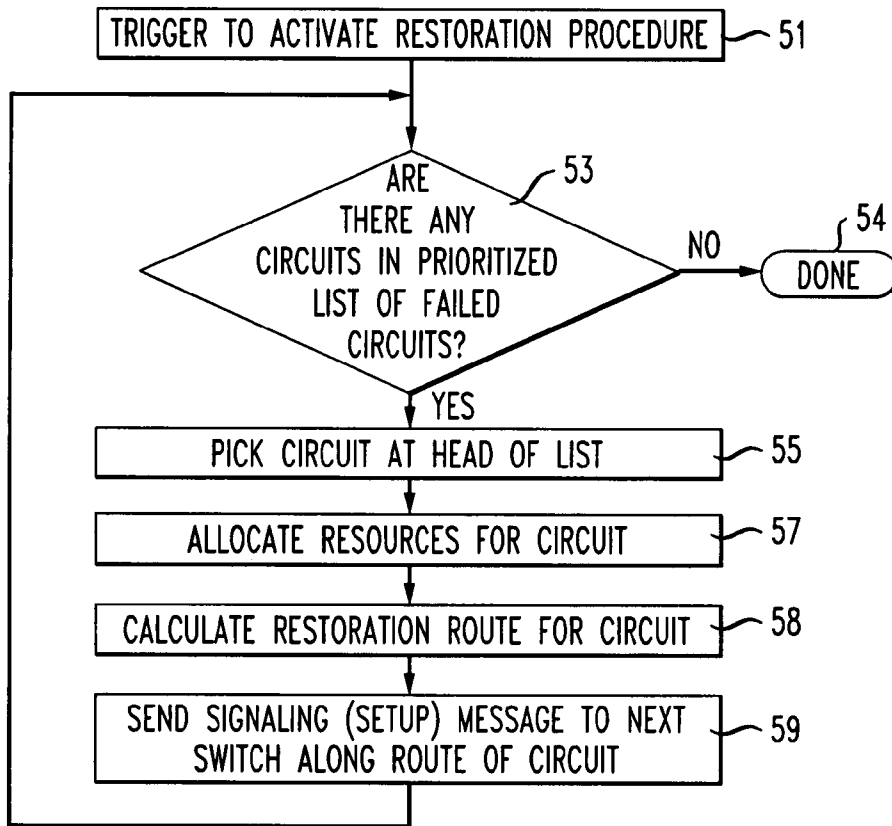 TRIGGER TO ACTIVATE RESTORATION PROCEDURE
51
ARE
THERE ANY
CIRCUITS IN PRIORITIZED
LIST OF FAILED
CIRCUITS?
53
NO
54
DONE
YES
PICK CIRCUIT AT HEAD OF LIST
55
ALLOCATE RESOURCES FOR CIRCUIT
57
CALCULATE RESTORATION ROUTE FOR CIRCUIT
58
SEND SIGNALING (SETUP) MESSAGE TO NEXT
SWITCH ALONG ROUTE OF CIRCUIT
59